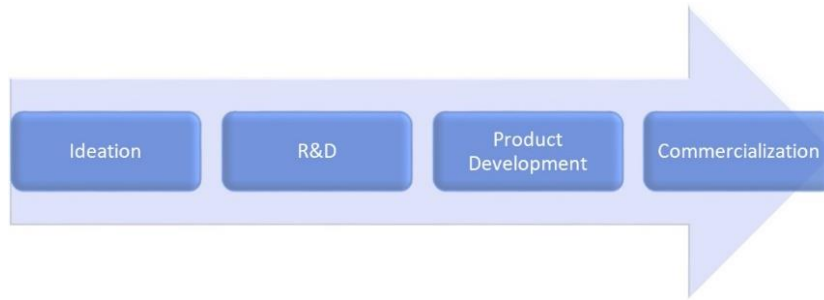 Ideation
R&D
Product
Development
Commercialization